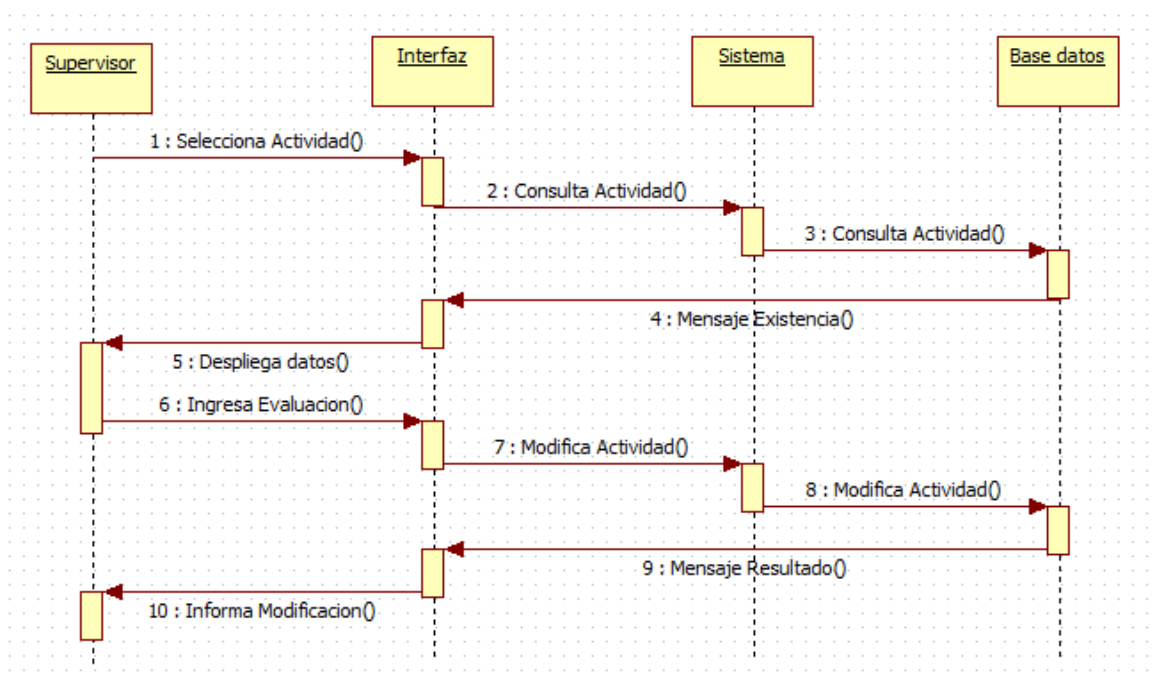 Supervisor
Interfaz
Sistema
Base datos
1 : Selecciona Actividad()
2 : Consulta Actividad()
3 : Consulta Actividad()
4 : Mensaje Existencia()
5 : Despliega datos()
6 : Ingresa Evaluacion()
7 : Modifica Actividad()
8 : Modifica Actividad()
9 : Mensaje Resultado()
10 : Informa Modificacion()